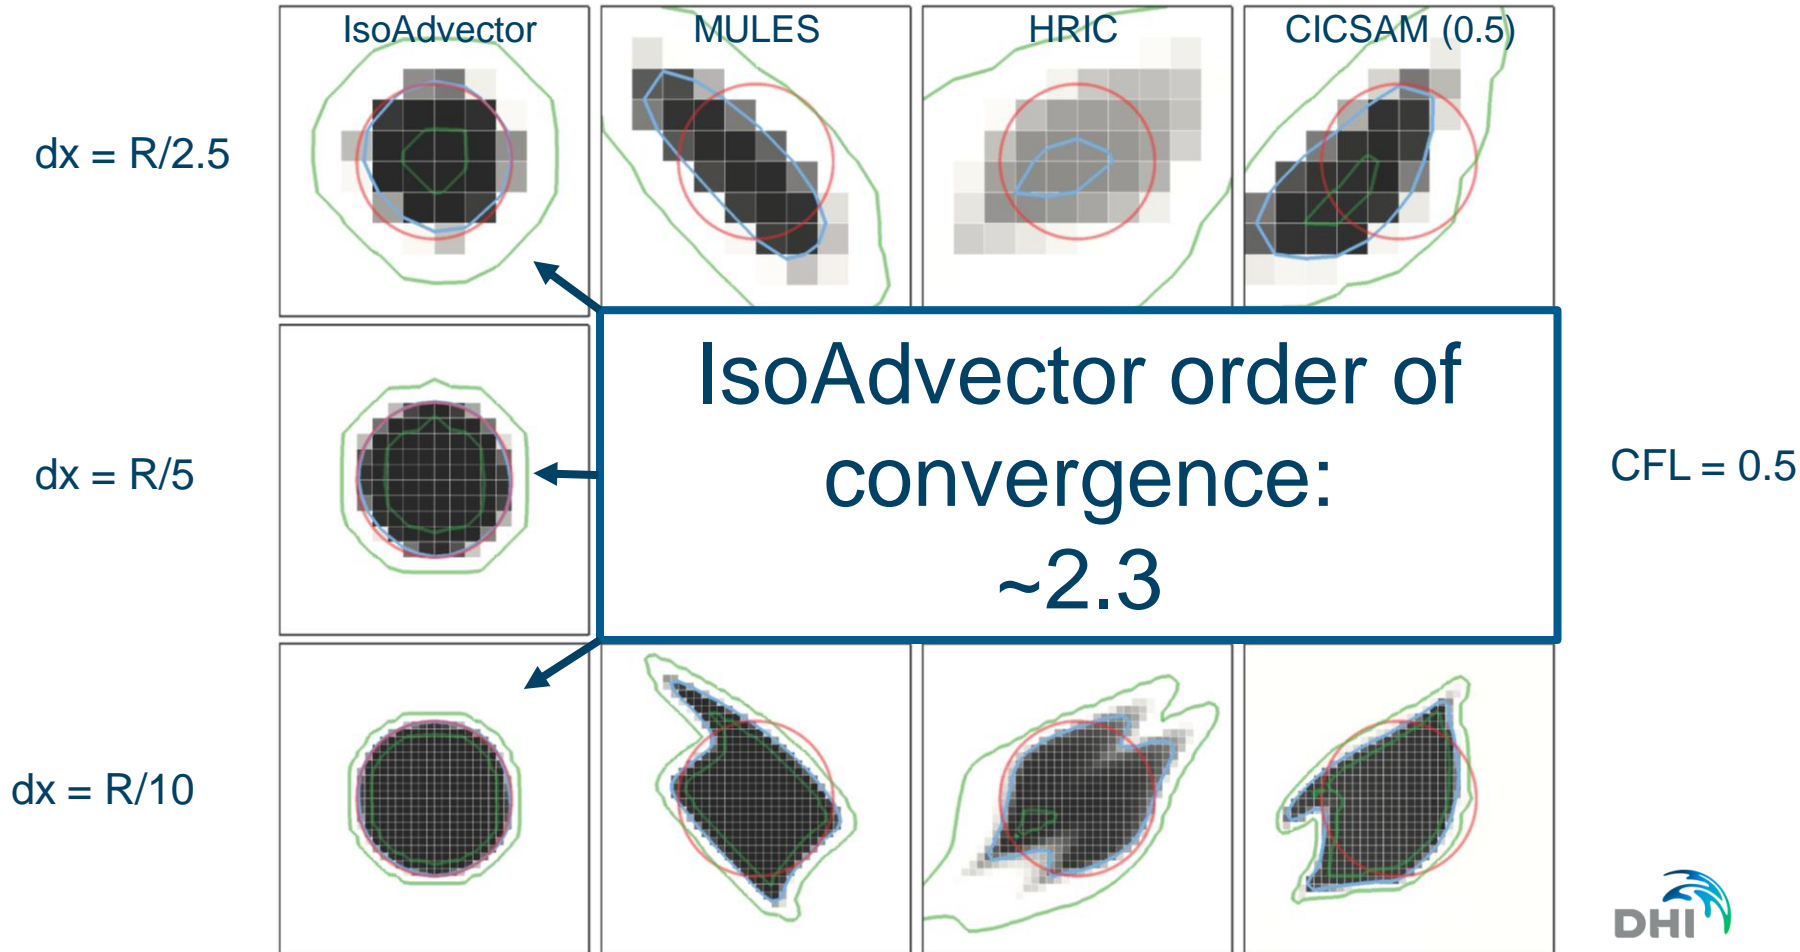 IsoAdvector MULES HRIC CICSAM (0.5)
dx = R/2.5
IsoAdvector order of
convergence:
~2.3
dx = R/5
CFL = 0.5
dx = R/10
DHI